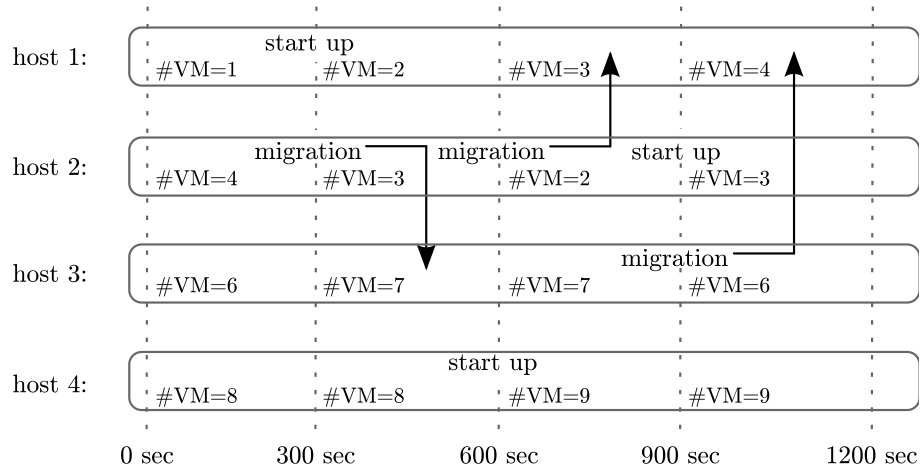 start up
host 1:
#VM=1 #VM=2 #VM=3 #VM=4
migration migration start up
host 2:
#VM=4 #VM=3 #VM=2 #VM=3
migration
host 3:
#VM=6 #VM=7 #VM=7 #VM=6
start up
host 4:
#VM=8 #VM=8 #VM=9 #VM=9
0 sec 300 sec 600 sec 900 sec 1200 sec